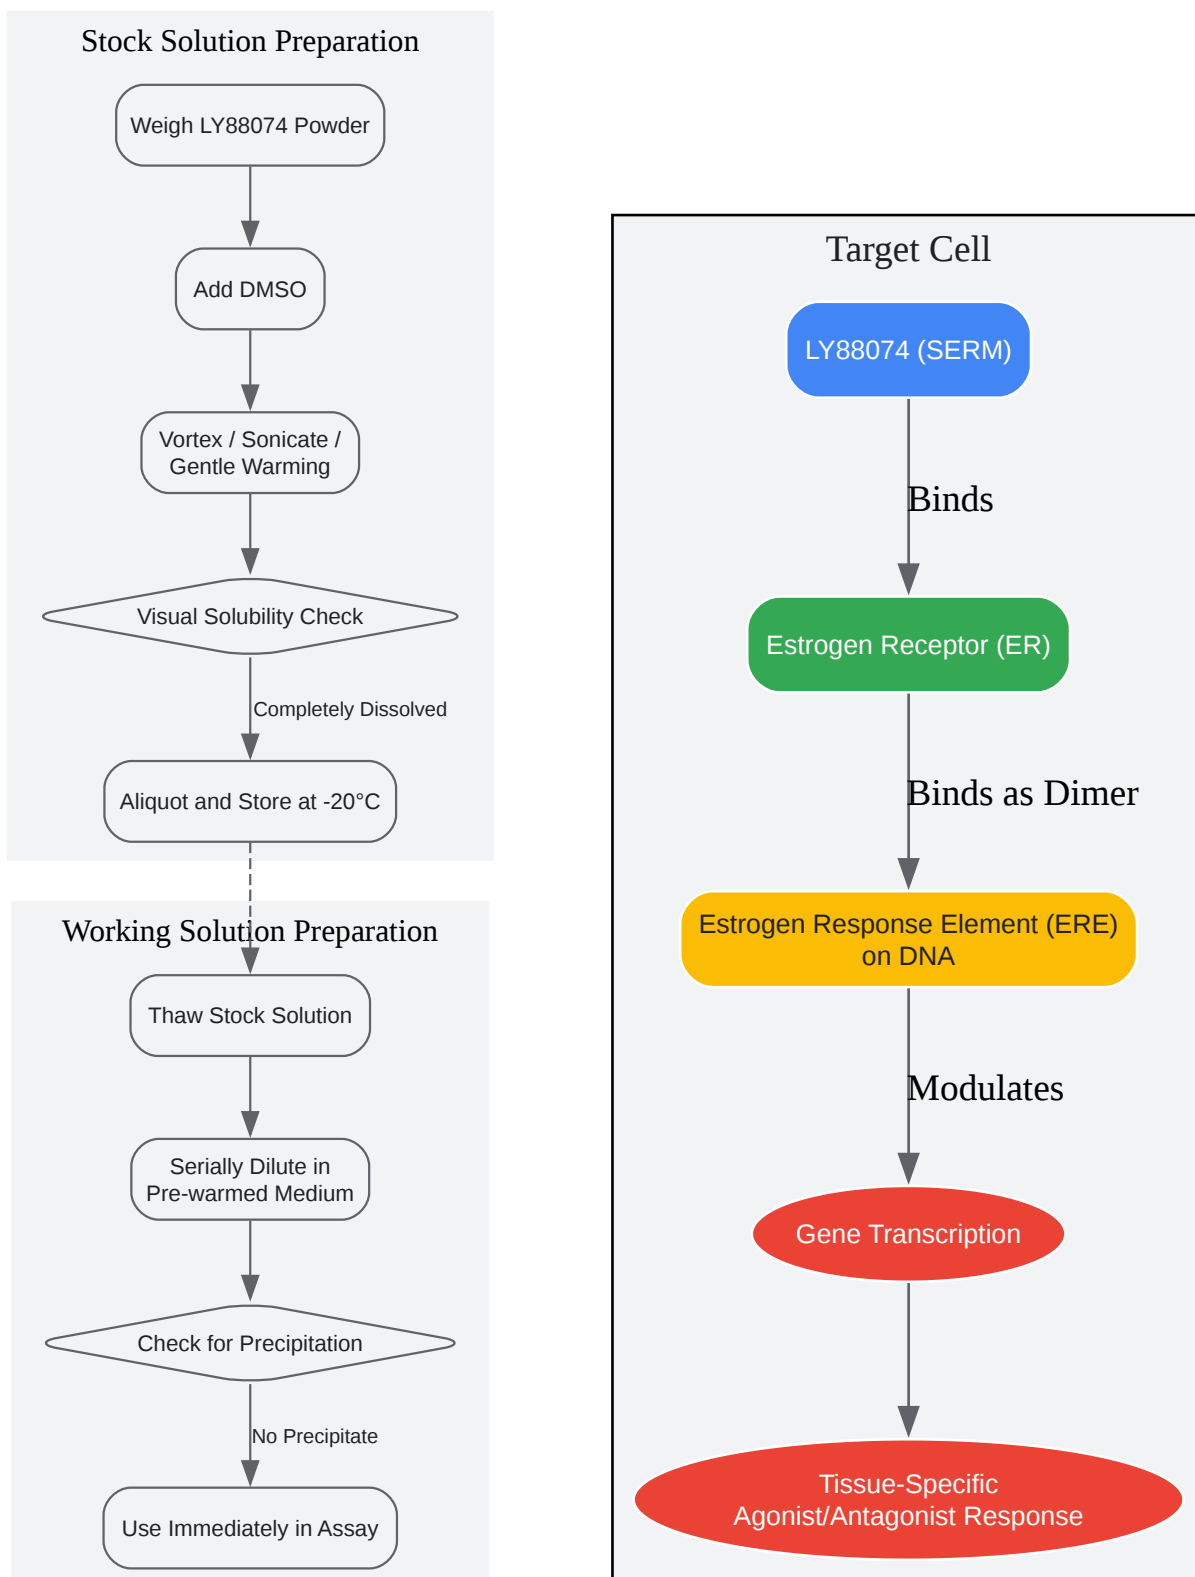 Stock Solution Preparation
Weigh LY88074 Powder
Add DMSO
Vortex / Sonicate /
Gentle Warming
Visual Solubility Check
Completely Dissolved
Aliquot and Store at -20°C
Working Solution Preparation
Thaw Stock Solution
Serially Dilute in
Pre-warmed Medium
Check for Precipitation
No Precipitate
Use Immediately in Assay
Target Cell
LY88074 (SERM)
Binds
Estrogen Receptor (ER)
Binds as Dimer
Estrogen Response Element (ERE)
on DNA
Modulates
Gene Transcription
Tissue-Specific
Agonist/Antagonist Response